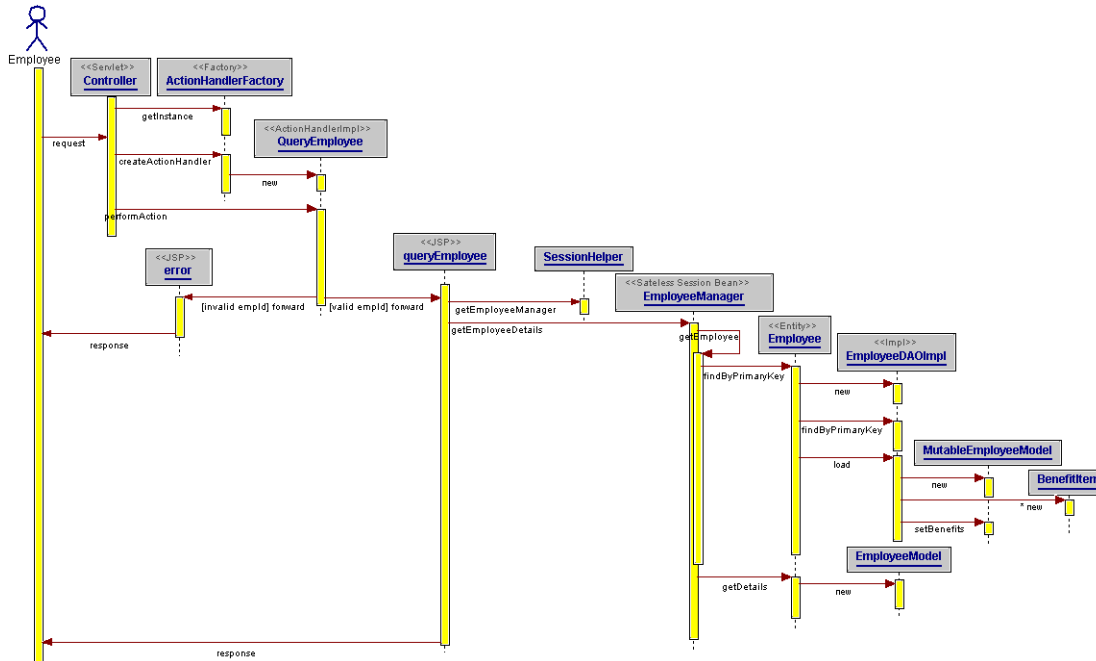 Employee
<<Servlet>>
Controller
<<Factory>>
ActionHandlerFactory
getInstance
<<ActionHandlerImpl>>
QueryEmployee
request
createActionHandler
new
performAction
<<JSP>>
error
<<JSP>>
queryEmployee
SessionHelper
<<Sateless Session Bean>>
EmployeeManager
[invalid empId] forward
[valid empId] forward
getEmployeeManager
response
getEmployeeDetails
getEmployee
<<Entity>>
Employee
<<Impl>>
EmployeeDAOImpl
findByPrimaryKey
new
findByPrimaryKey
load
MutableEmployeeModel
new
BenefitItem
* new
setBenefits
EmployeeModel
getDetails
new
response